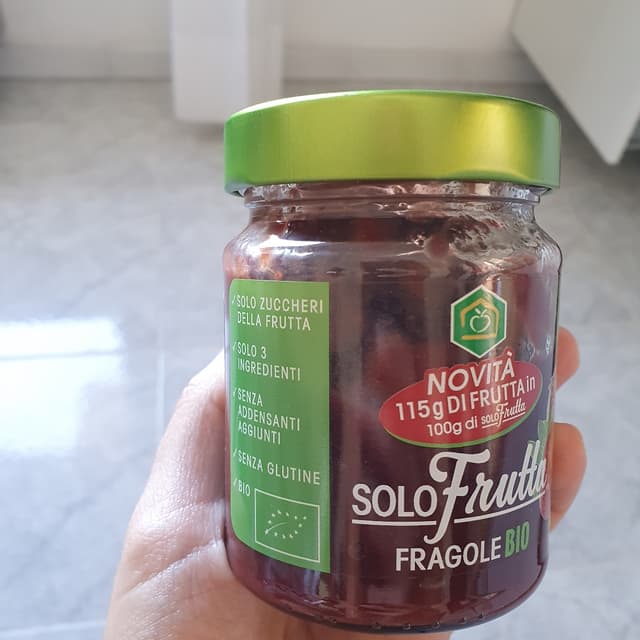 ✓SOLO ZUCCHERI
DELLA FRUTTA
✓SOLO 3
INGREDIENTI
✓SENZA
ADDENSANTI
AGGIUNTI
✓SENZA GLUTINE
✓BIO
NOVITÀ
115g DI FRUTTA in
100g di SOLO Frutta
SOLO Frutta
FRAGOLE BIO